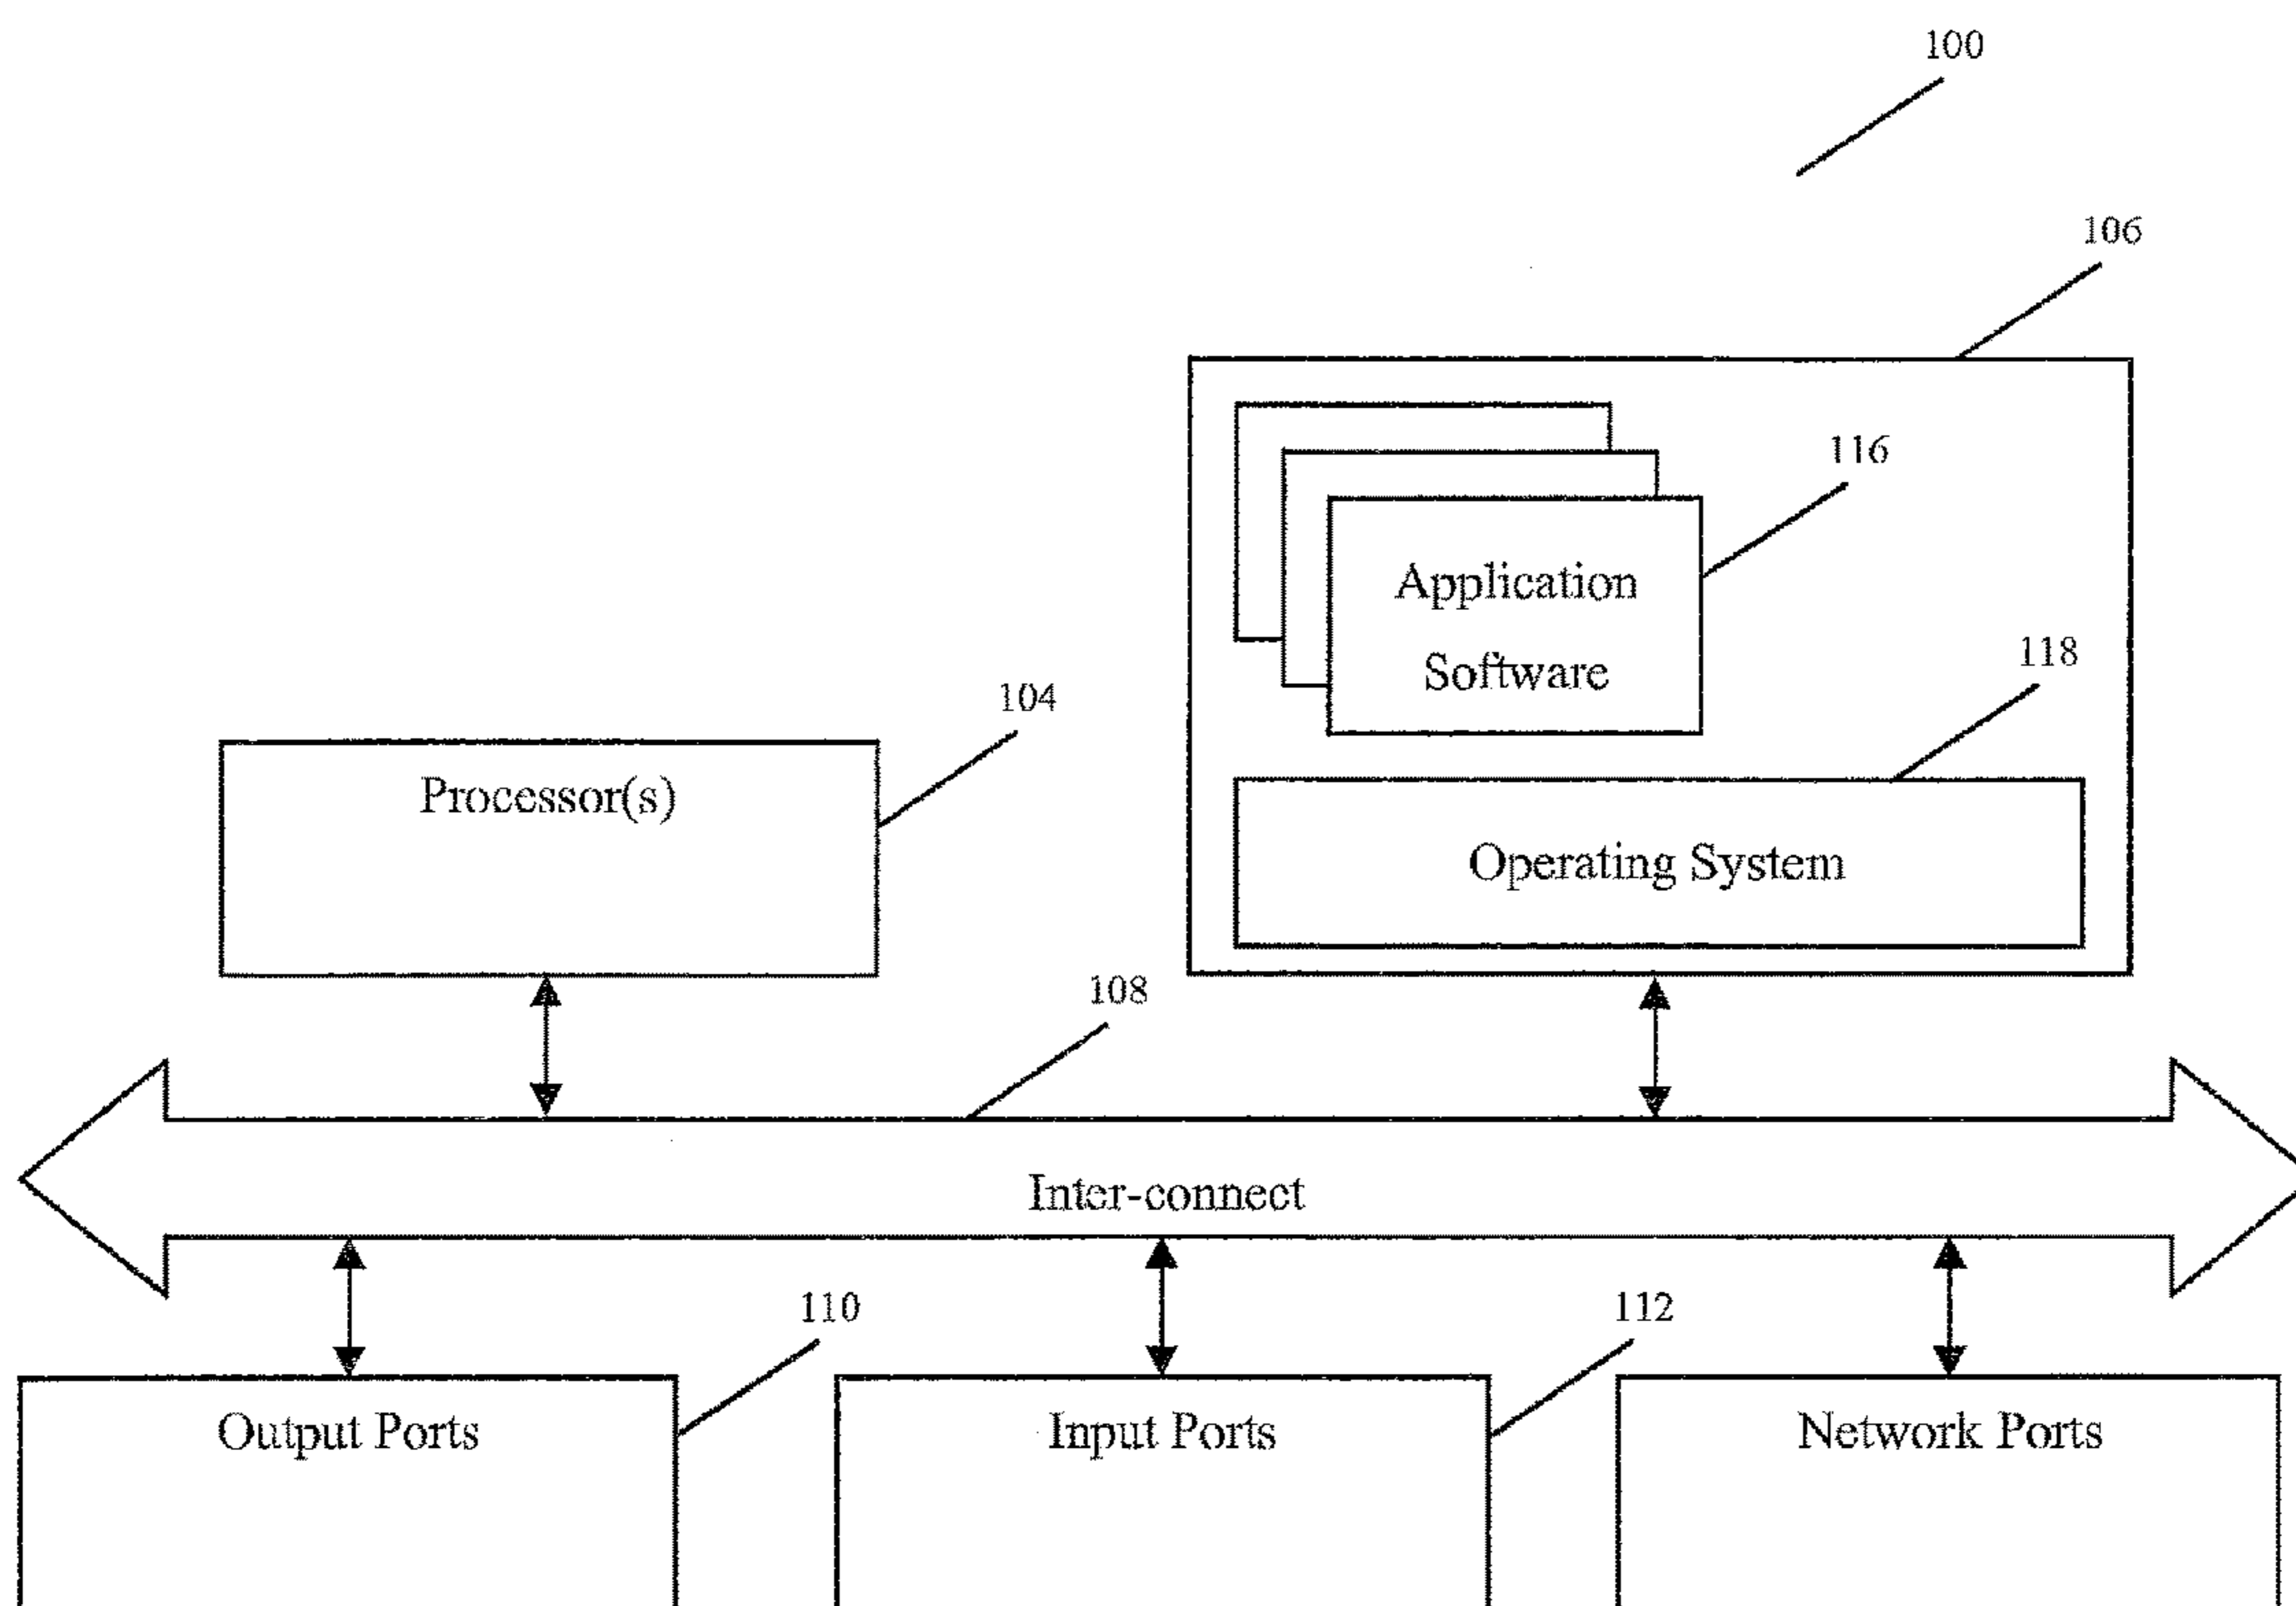 100
106
116
Application
Software
118
104
Processor(s)
Operating System
108
Inter-connect
110
112
Output Ports
Input Ports
Network Ports